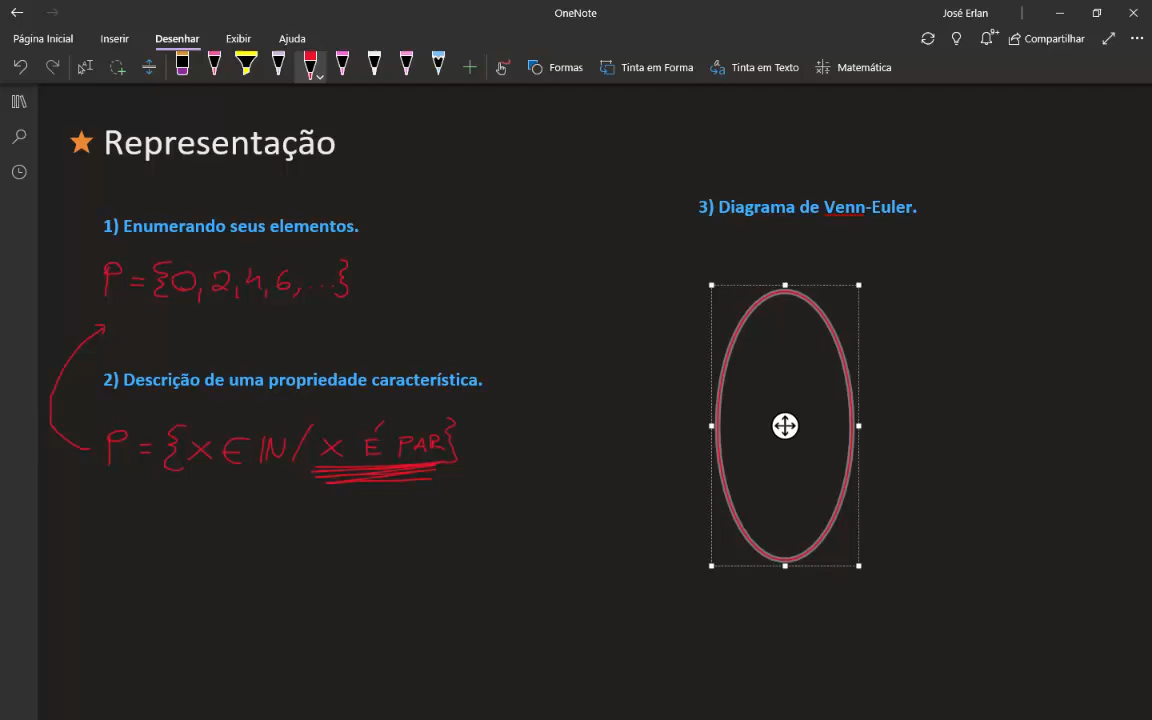 OneNote
José Erlan
Página Inicial
Inserir
Desenhar
Exibir
Ajuda
9+
Compartilhar
Formas
Tinta em Forma
Tinta em Texto
Matemática
Representação
1) Enumerando seus elementos.
P = {0, 2, 4, 6, ...}
2) Descrição de uma propriedade característica.
P = {X ∈ IN / X É PAR}
3) Diagrama de Venn-Euler.